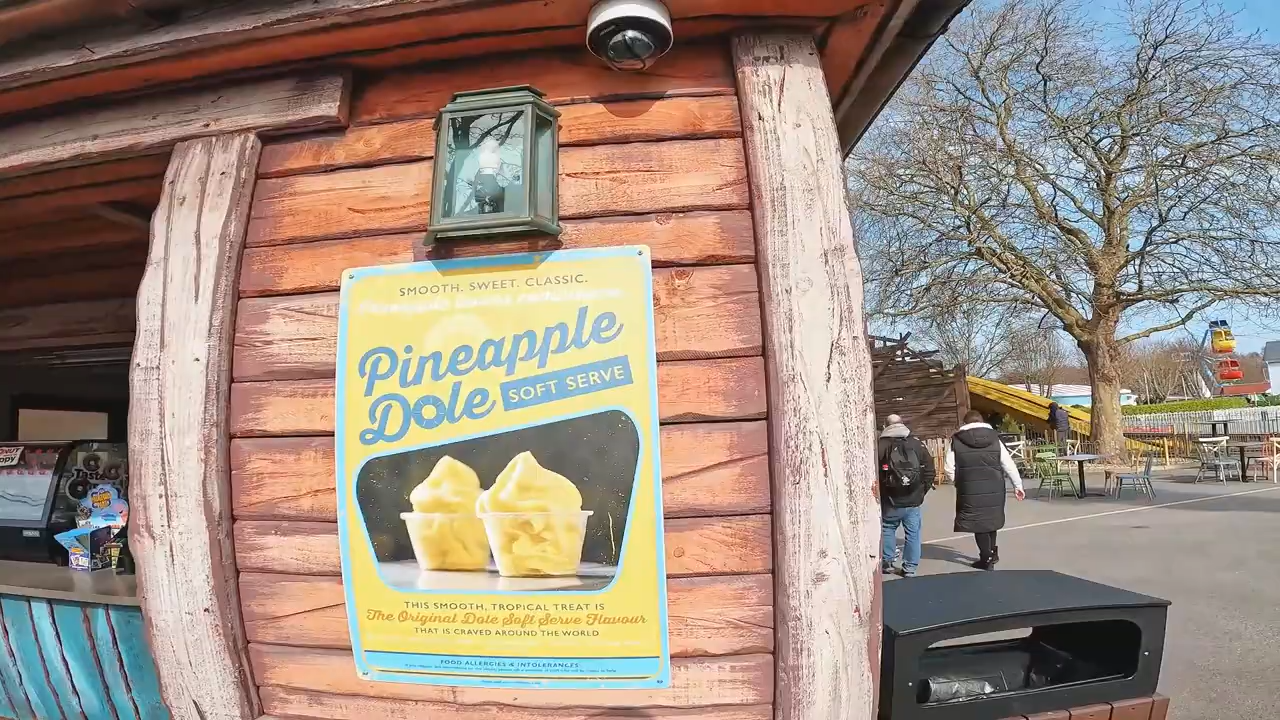 SMOOTH. SWEET. CLASSIC.
Pineapple
Dole SOFT SERVE
THIS SMOOTH, TROPICAL TREAT IS
The Original Dole Soft Serve Flavour
THAT IS CRAVED AROUND THE WORLD
FOOD ALLERGIES & INTOLERANCES